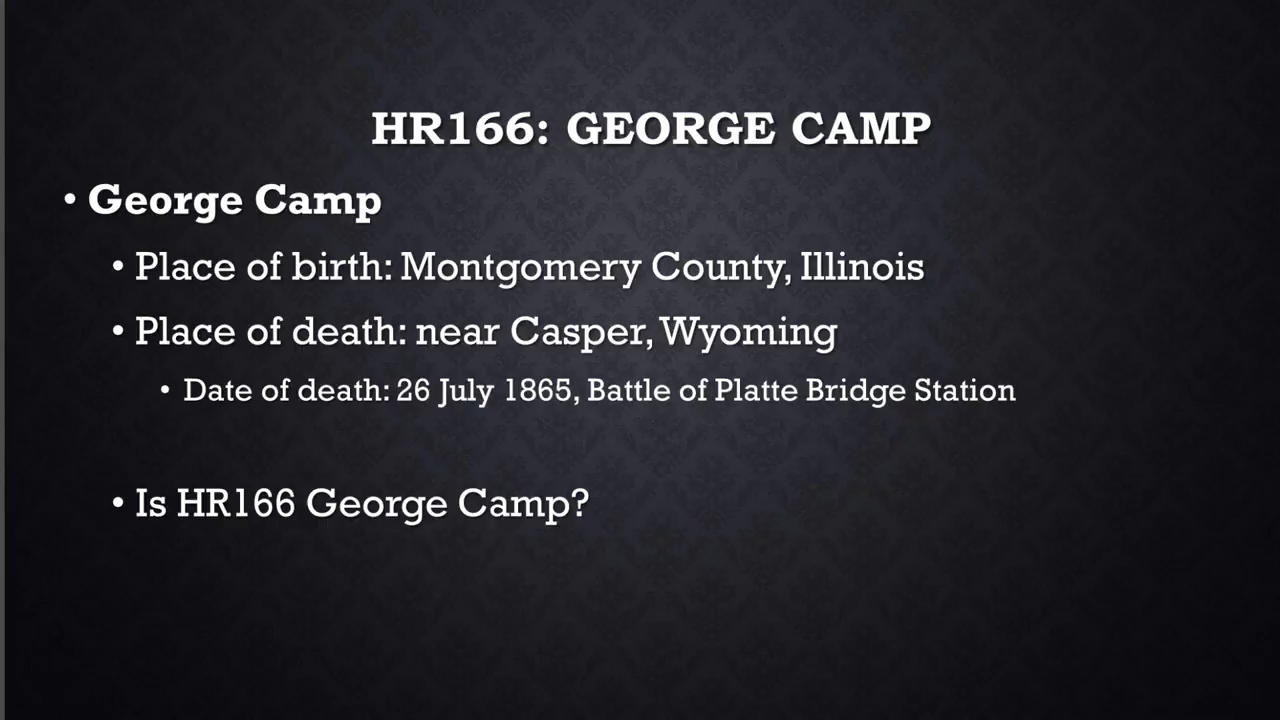 HR166: GEORGE CAMP
• George Camp
• Place of birth: Montgomery County, Illinois
• Place of death: near Casper, Wyoming
• Date of death: 26 July 1865, Battle of Platte Bridge Station
• Is HR166 George Camp?